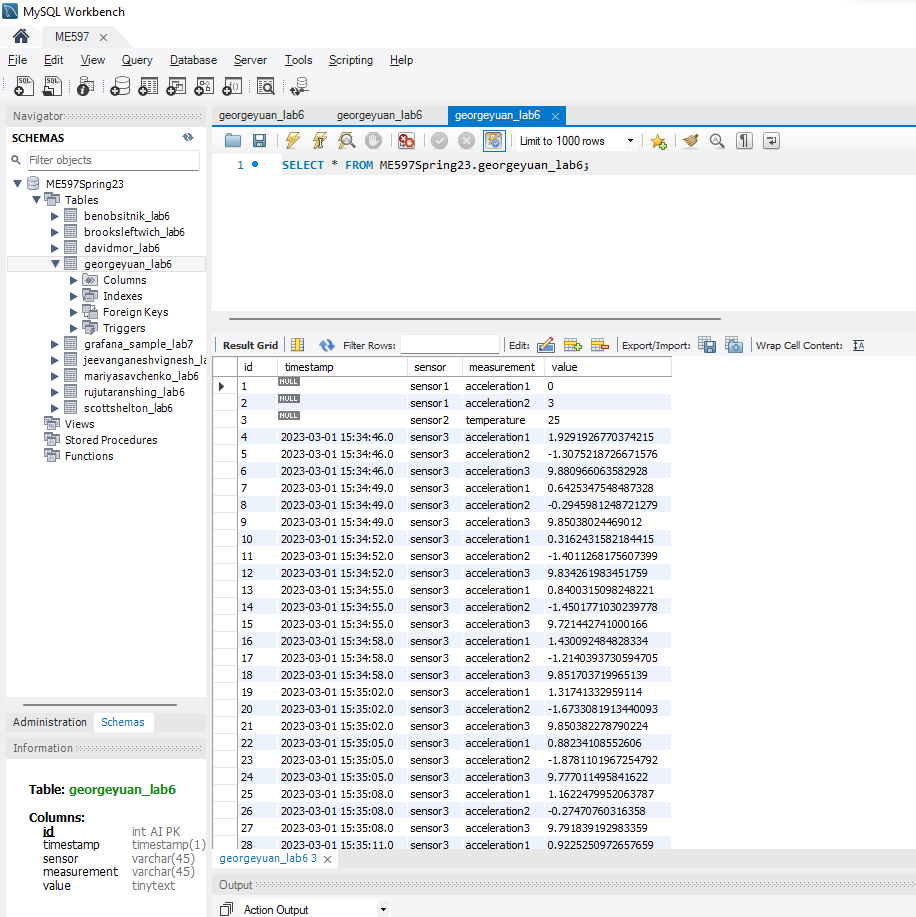 MySQL Workbench
ME597
File Edit View Query Database Server Tools Scripting Help
Navigator
SCHEMAS
Filter objects
ME597Spring23
Tables
benobsitnik_lab6
brooksleftwich_lab6
davidmor_lab6
georgeyuan_lab6
Columns
Indexes
Foreign Keys
Triggers
grafana_sample_lab7
jeevanganeshvignesh_la
mariyasavchenko_lab6
rujutaranshing_lab6
scottshelton_lab6
Views
Stored Procedures
Functions
Administration Schemas
Information
Table: georgeyuan_lab6
Columns:
id int AI PK
timestamp timestamp(1)
sensor varchar(45)
measurement varchar(45)
value tinytext
georgeyuan_lab6 georgeyuan_lab6 georgeyuan_lab6
Limit to 1000 rows
1 SELECT * FROM ME597Spring23.georgeyuan_lab6;
Result Grid Filter Rows: Edit: Export/Import: Wrap Cell Content:
id timestamp sensor measurement value
1 NULL sensor1 acceleration1 0
2 NULL sensor1 acceleration2 3
3 NULL sensor2 temperature 25
4 2023-03-01 15:34:46.0 sensor3 acceleration1 1.9291926770374215
5 2023-03-01 15:34:46.0 sensor3 acceleration2 -1.3075218726671576
6 2023-03-01 15:34:46.0 sensor3 acceleration3 9.880966063582928
7 2023-03-01 15:34:49.0 sensor3 acceleration1 0.6425347548487328
8 2023-03-01 15:34:49.0 sensor3 acceleration2 -0.2945981248721279
9 2023-03-01 15:34:49.0 sensor3 acceleration3 9.85038024469012
10 2023-03-01 15:34:52.0 sensor3 acceleration1 0.3162431582184415
11 2023-03-01 15:34:52.0 sensor3 acceleration2 -1.4011268175607399
12 2023-03-01 15:34:52.0 sensor3 acceleration3 9.834261983451759
13 2023-03-01 15:34:55.0 sensor3 acceleration1 0.8400315098248221
14 2023-03-01 15:34:55.0 sensor3 acceleration2 -1.4501771030239778
15 2023-03-01 15:34:55.0 sensor3 acceleration3 9.721442741000166
16 2023-03-01 15:34:58.0 sensor3 acceleration1 1.430092484828334
17 2023-03-01 15:34:58.0 sensor3 acceleration2 -1.2140393730594705
18 2023-03-01 15:34:58.0 sensor3 acceleration3 9.851703719965139
19 2023-03-01 15:35:02.0 sensor3 acceleration1 1.31741332959114
20 2023-03-01 15:35:02.0 sensor3 acceleration2 -1.6733081913440093
21 2023-03-01 15:35:02.0 sensor3 acceleration3 9.850382278790224
22 2023-03-01 15:35:05.0 sensor3 acceleration1 0.88234108552606
23 2023-03-01 15:35:05.0 sensor3 acceleration2 -1.8781101967254792
24 2023-03-01 15:35:05.0 sensor3 acceleration3 9.777011495841622
25 2023-03-01 15:35:08.0 sensor3 acceleration1 1.1622479952063787
26 2023-03-01 15:35:08.0 sensor3 acceleration2 -0.27470760316358
27 2023-03-01 15:35:08.0 sensor3 acceleration3 9.791839192983359
28 2023-03-01 15:35:11.0 sensor3 acceleration1 0.9225250972657659
georgeyuan_lab6 3
Output
Action Output